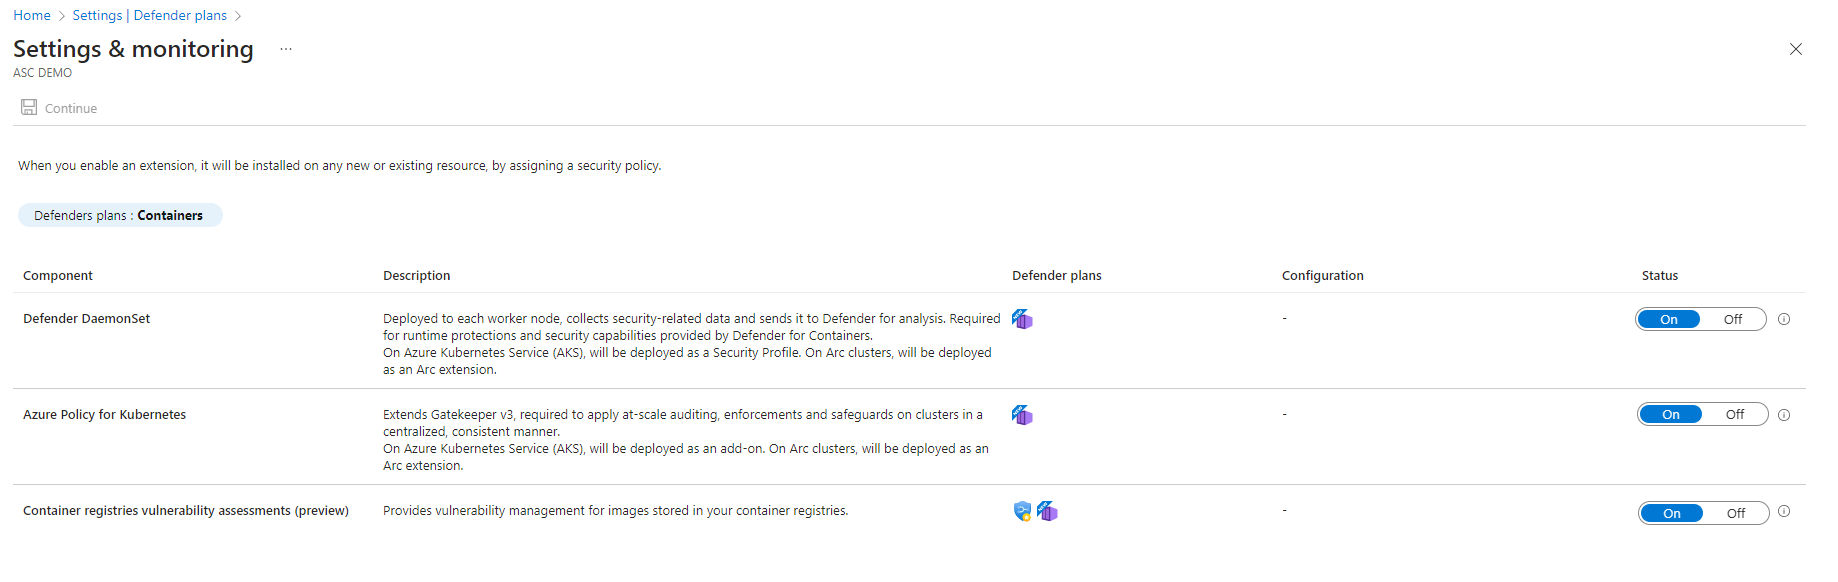 Home > Settings | Defender plans >
Settings & monitoring ...
ASC DEMO
Continue
When you enable an extension, it will be installed on any new or existing resource, by assigning a security policy.
Defenders plans : Containers
Component Description Defender plans Configuration Status
Defender DaemonSet
Deployed to each worker node, collects security-related data and sends it to Defender for analysis. Required
for runtime protections and security capabilities provided by Defender for Containers.
On Azure Kubernetes Service (AKS), will be deployed as a Security Profile. On Arc clusters, will be deployed
as an Arc extension.
-
On Off
Azure Policy for Kubernetes
Extends Gatekeeper v3, required to apply at-scale auditing, enforcements and safeguards on clusters in a
centralized, consistent manner.
On Azure Kubernetes Service (AKS), will be deployed as an add-on. On Arc clusters, will be deployed as an
Arc extension.
-
On Off
Container registries vulnerability assessments (preview)
Provides vulnerability management for images stored in your container registries.
-
On Off